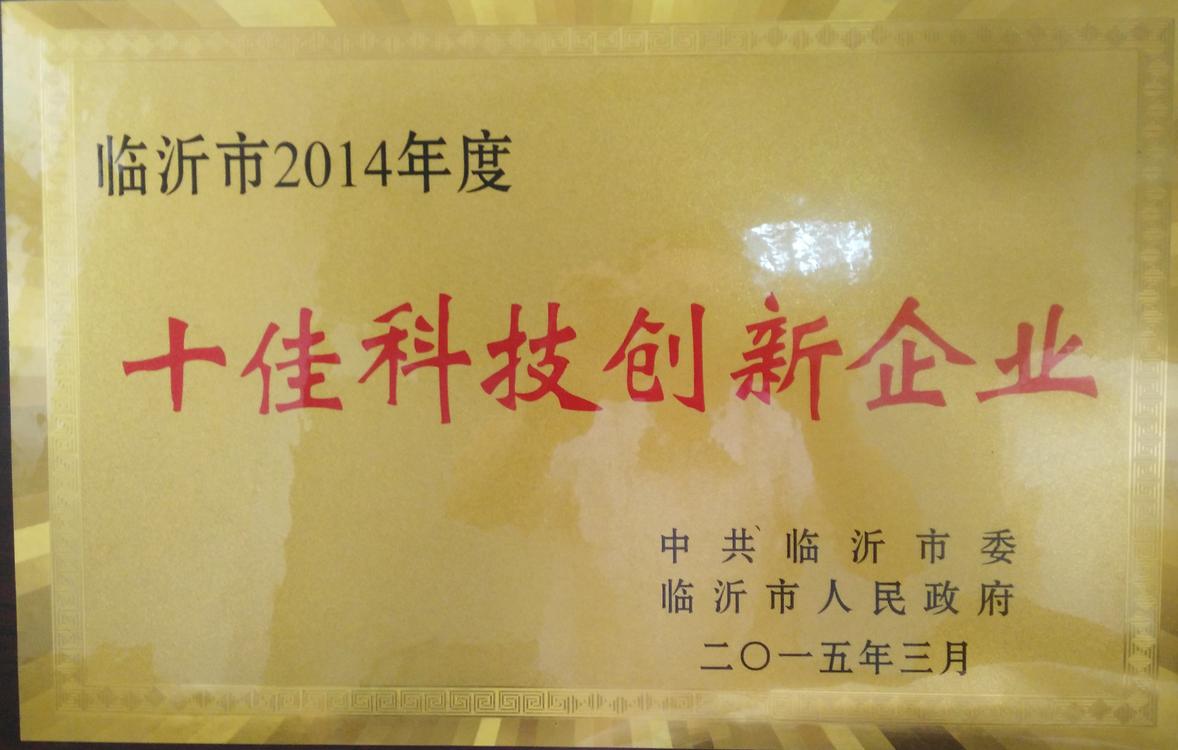 临沂市2014年度
十佳科技创新企业
中共临沂市委
临沂市人民政府
二〇一五年三月